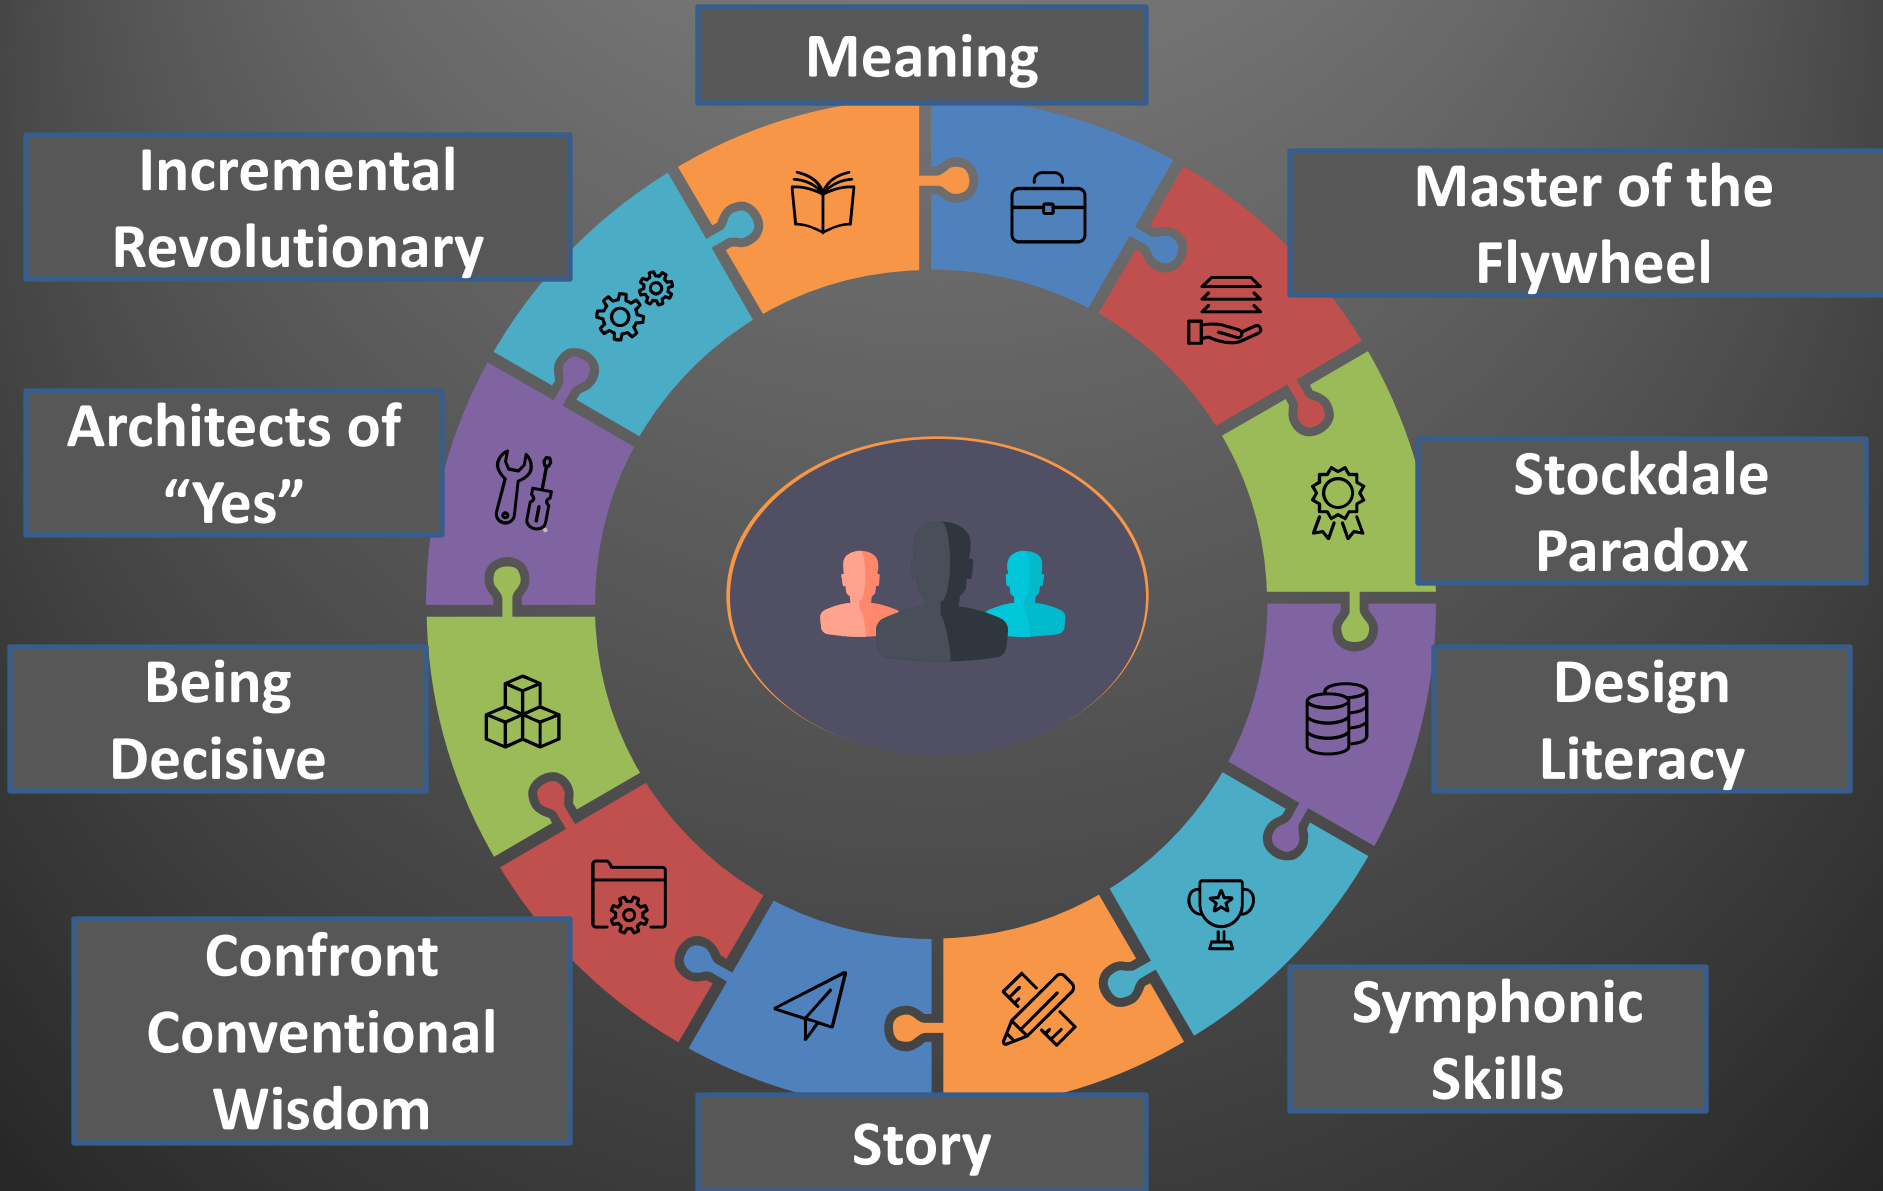 Meaning
Incremental
Revolutionary
Master of the
Flywheel
Architects of
“Yes”
Stockdale
Paradox
Being
Decisive
Design
Literacy
Confront
Conventional
Wisdom
Symphonic
Skills
Story